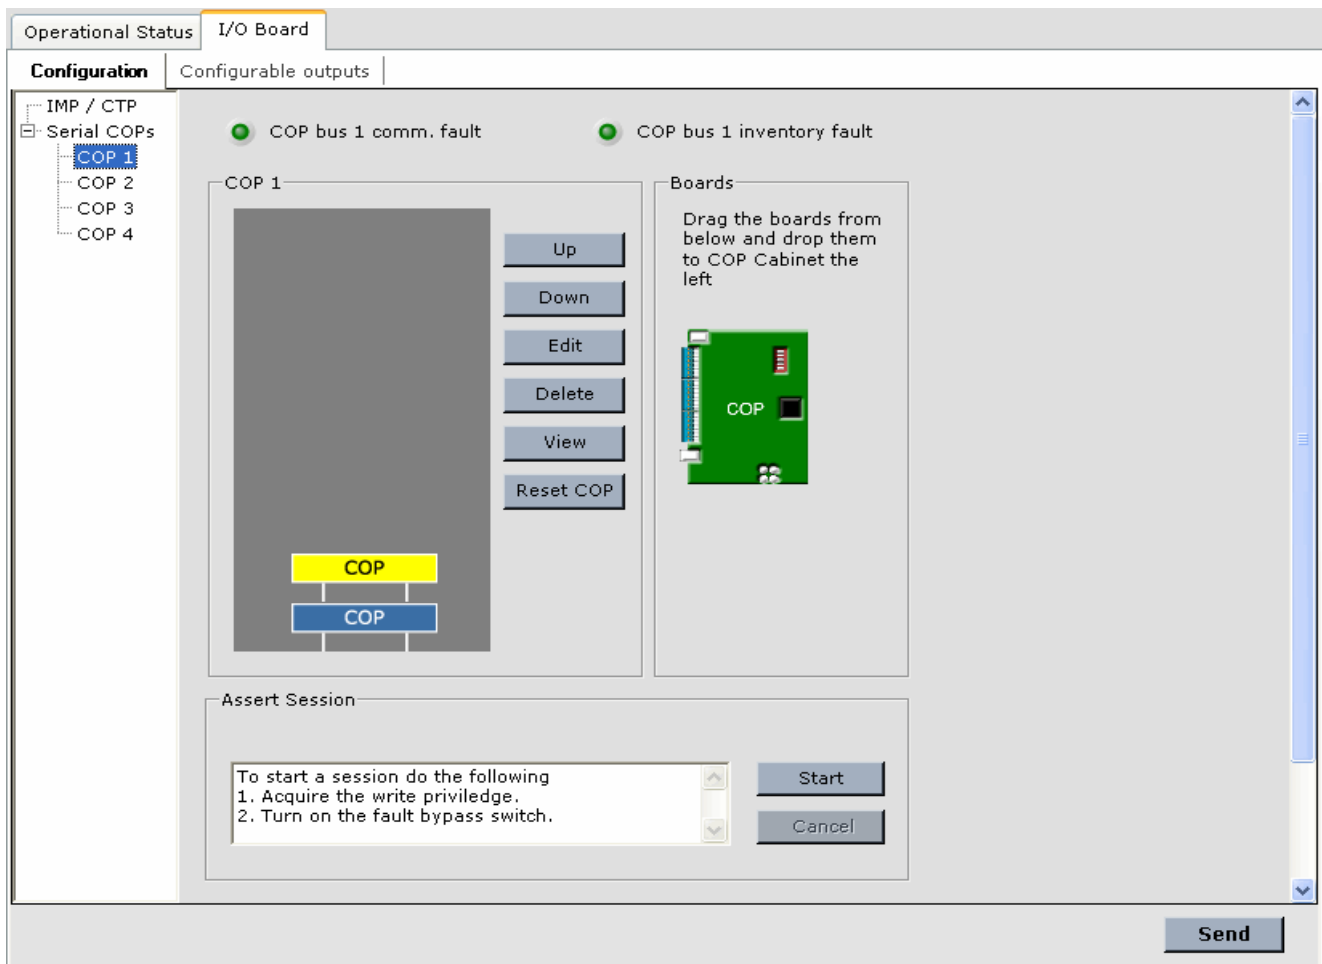 Operational Status
I/O Board
Configuration
Configurable outputs
IMP / CTP
Serial COPs
COP 1
COP 2
COP 3
COP 4
COP bus 1 comm. fault
COP bus 1 inventory fault
COP 1
Up
Down
Edit
Delete
View
Reset COP
COP
COP
Boards
Drag the boards from
below and drop them
to COP Cabinet the
left
COP
Assert Session
To start a session do the following
1. Acquire the write priviledge.
2. Turn on the fault bypass switch.
Start
Cancel
Send